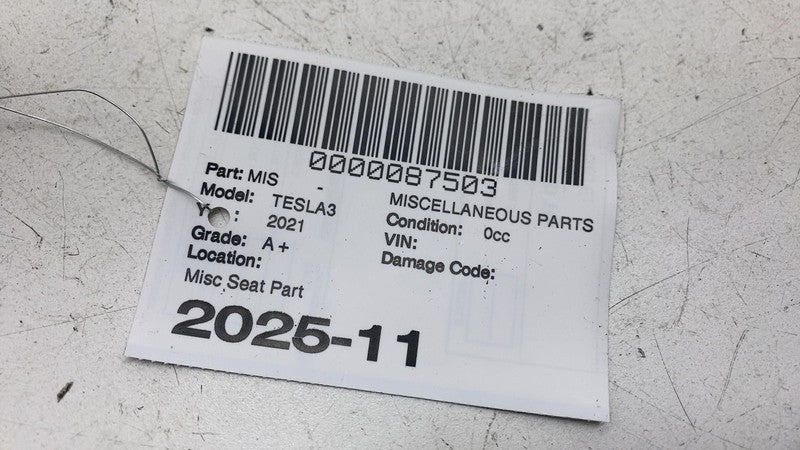 0000087503
Part: MIS - MISCELLANEOUS PARTS
Model: TESLA3 Condition: 0cc
: 2021 VIN:
Grade: A+ Damage Code:
Location:
Misc Seat Part
2025-11